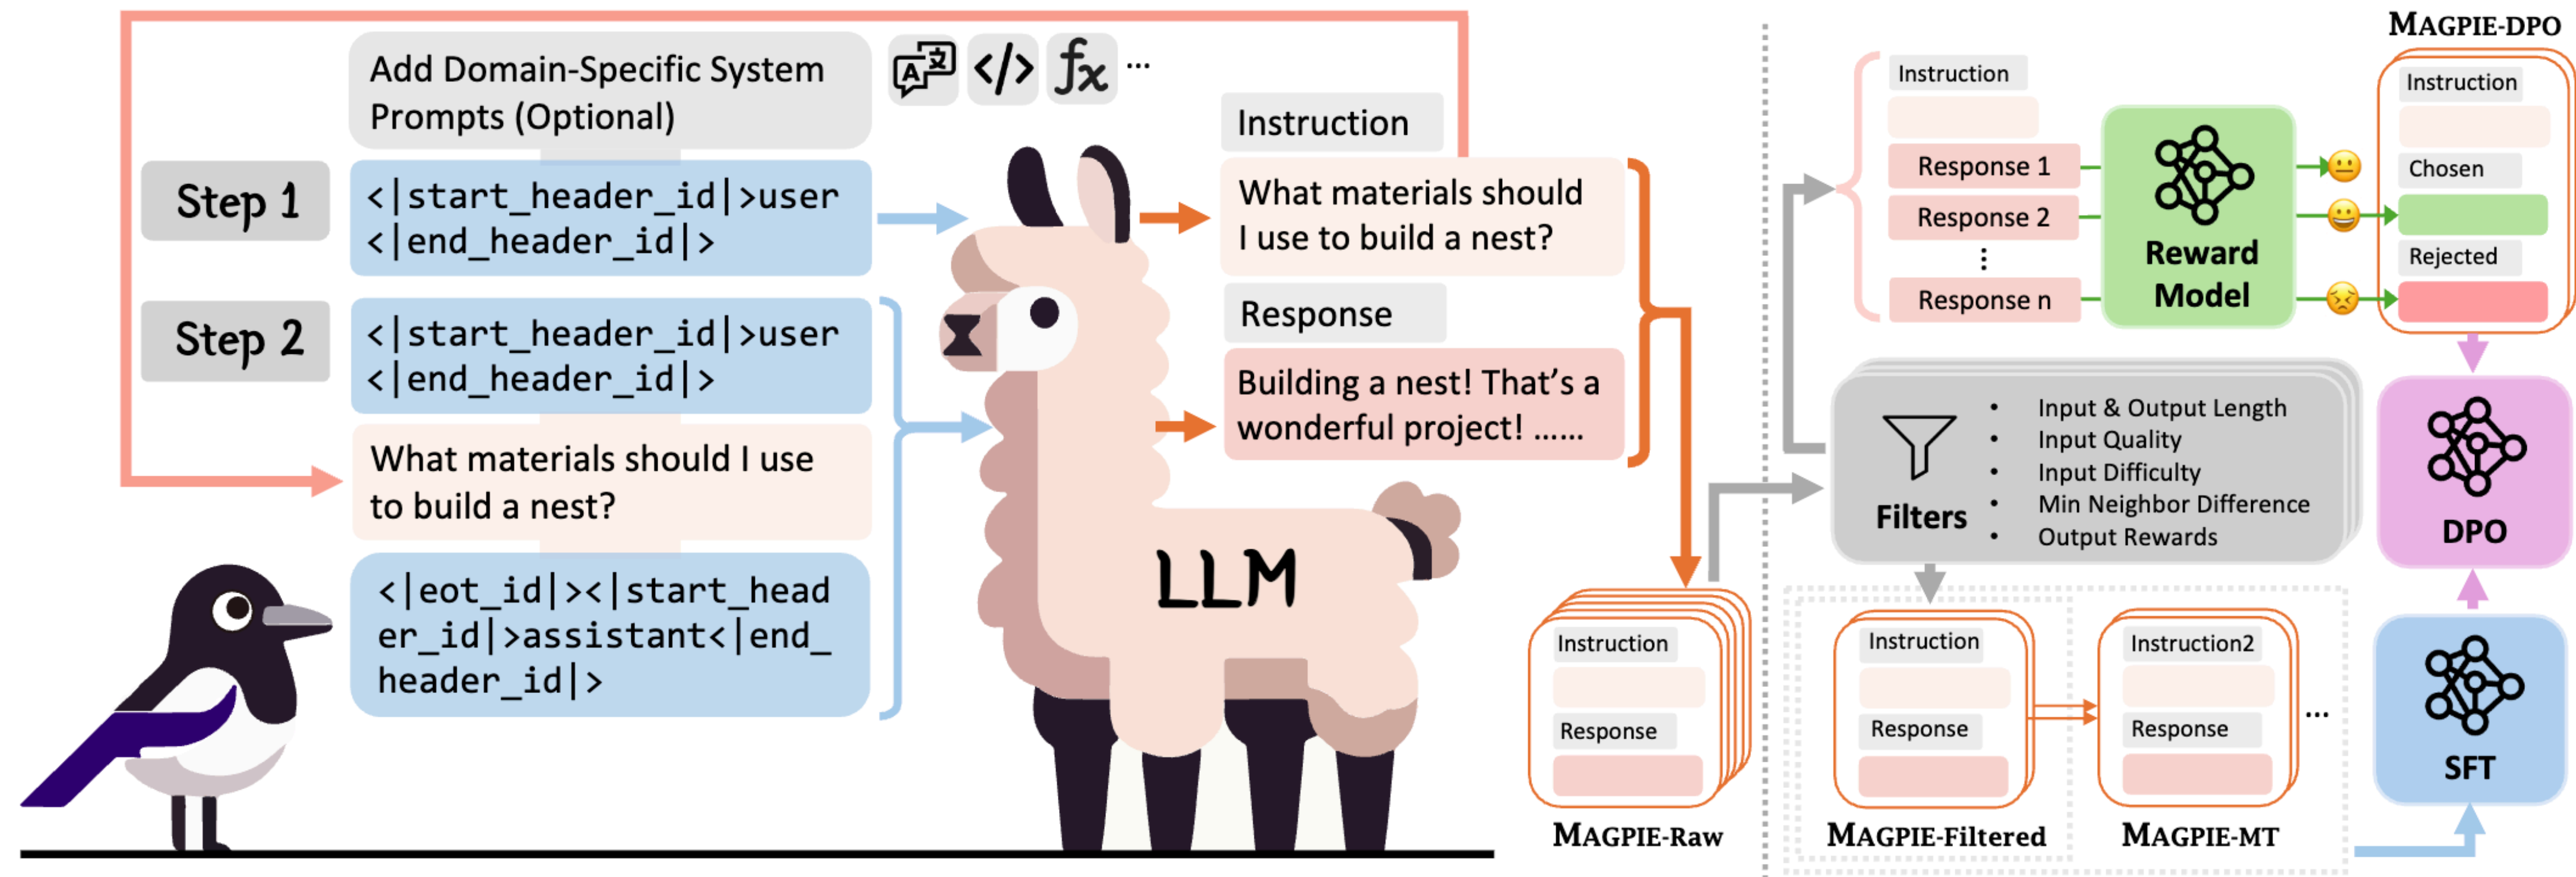 Add Domain-Specific System
Prompts (Optional)
A 文 </> fx ...
Step 1
<|start_header_id|>user
<|end_header_id|>
Step 2
<|start_header_id|>user
<|end_header_id|>
What materials should I use
to build a nest?
<|eot_id|><|start_head
er_id|>assistant<|end_
header_id|>
LLM
Instruction
What materials should
I use to build a nest?
Response
Building a nest! That's a
wonderful project! ......
Instruction
Response
MAGPIE-Raw
Instruction
Response 1
Response 2
⋮
Response n
Reward
Model
MAGPIE-DPO
Instruction
Chosen
Rejected
Filters
• Input & Output Length
• Input Quality
• Input Difficulty
• Min Neighbor Difference
• Output Rewards
Instruction
Response
MAGPIE-Filtered
Instruction2
Response
...
MAGPIE-MT
DPO
SFT